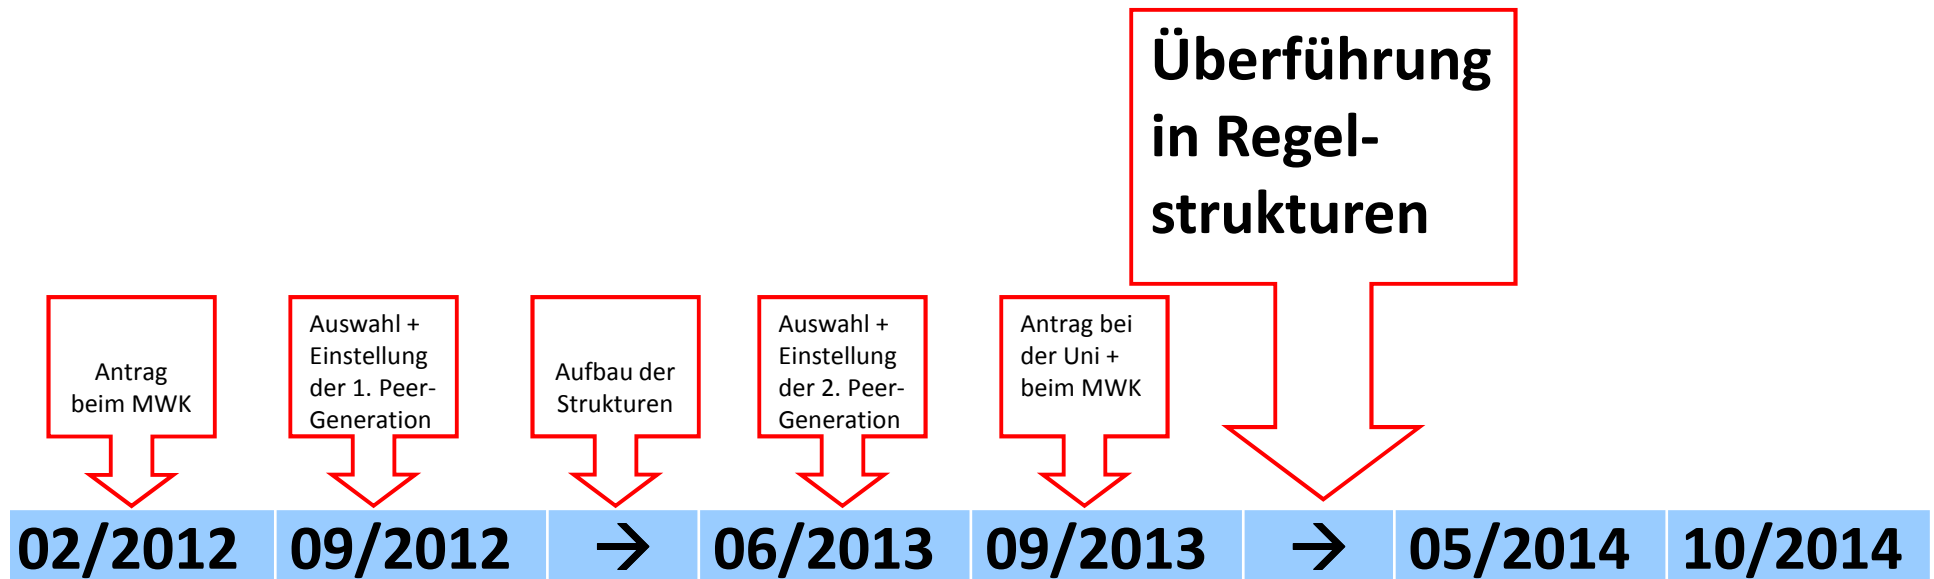 Überführung
in Regel-
strukturen
Antrag
beim MWK
Auswahl +
Einstellung
der 1. Peer-
Generation
Aufbau der
Strukturen
Auswahl +
Einstellung
der 2. Peer-
Generation
Antrag bei
der Uni +
beim MWK
02/2012 09/2012 → 06/2013 09/2013 → 05/2014 10/2014